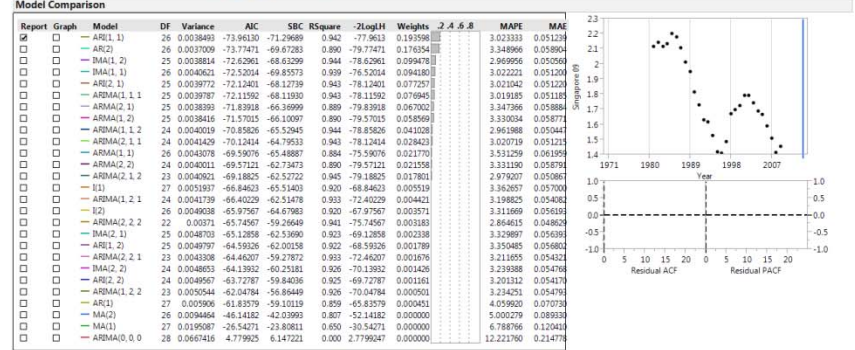 Model Comparison
Report Graph Model DF Variance AIC SBC RSquare -2LogLH Weights .2 .4 .6 .8 MAPE MAE
ARI(1, 1) 26 0.0038493 -73.96130 -71.29689 0.942 -77.9613 0.193598 3.023333 0.051239
AR(2) 26 0.0037009 -73.77471 -69.67283 0.890 -79.77471 0.176354 3.348966 0.058904
IMA(1, 2) 25 0.0038814 -72.62961 -68.63299 0.944 -78.62961 0.099478 2.969956 0.050560
IMA(1, 1) 26 0.0040621 -72.52014 -69.85573 0.939 -76.52014 0.094180 3.022221 0.051200
ARI(2, 1) 25 0.0039772 -72.12401 -68.12739 0.943 -78.12401 0.077257 3.021042 0.051220
ARIMA(1, 1, 1 25 0.0039787 -72.11592 -68.11930 0.943 -78.11592 0.076945 3.019185 0.051185
ARMA(2, 1) 25 0.0038393 -71.83918 -66.36999 0.889 -79.83918 0.067002 3.347366 0.058884
ARMA(1, 2) 25 0.0038416 -71.57015 -66.10097 0.890 -79.57015 0.058569 3.330034 0.058771
ARIMA(1, 1, 2 24 0.0040019 -70.85826 -65.52945 0.944 -78.85826 0.041028 2.961988 0.050447
ARIMA(2, 1, 1 24 0.0041429 -70.12414 -64.79533 0.943 -78.12414 0.028423 3.020719 0.051215
ARMA(1, 1) 26 0.0043078 -69.59076 -65.48887 0.884 -75.59076 0.021770 3.531259 0.061959
ARMA(2, 2) 24 0.0040011 -69.57121 -62.73473 0.890 -79.57121 0.021558 3.331190 0.058791
ARIMA(2, 1, 2 23 0.0040921 -69.18825 -62.52722 0.945 -79.18825 0.017801 2.979207 0.050867
I(1) 27 0.0051937 -66.84623 -65.51403 0.920 -68.84623 0.005519 3.362657 0.057000
ARIMA(1, 2, 1 24 0.0041739 -66.40229 -62.51478 0.933 -72.40229 0.004421 3.198825 0.054082
I(2) 26 0.0049038 -65.97567 -64.67983 0.920 -67.97567 0.003571 3.311669 0.056193
ARIMA(2, 2, 2 22 0.00371 -65.74567 -59.26649 0.941 -75.74567 0.003183 2.864615 0.048629
IMA(2, 1) 25 0.0048703 -65.12858 -62.53690 0.923 -69.12858 0.002338 3.329897 0.056393
ARI(1, 2) 25 0.0049797 -64.59326 -62.00158 0.922 -68.59326 0.001789 3.350485 0.056802
ARIMA(2, 2, 1 23 0.0043308 -64.46207 -59.27872 0.933 -72.46207 0.001676 3.211655 0.054321
IMA(2, 2) 24 0.0048653 -64.13932 -60.25181 0.926 -70.13932 0.001426 3.239388 0.054768
ARI(2, 2) 24 0.0049567 -63.72787 -59.84036 0.925 -69.72787 0.001161 3.201312 0.054170
ARIMA(1, 2, 2 23 0.0050544 -62.04784 -56.86449 0.926 -70.04784 0.000501 3.234251 0.054793
AR(1) 27 0.005906 -61.83579 -59.10119 0.859 -65.83579 0.000451 4.059920 0.070730
MA(2) 26 0.0094464 -46.14182 -42.03993 0.807 -52.14182 0.000000 5.000279 0.089330
MA(1) 27 0.0195087 -26.54271 -23.80811 0.650 -30.54271 0.000000 6.788766 0.120410
ARIMA(0, 0, 0 28 0.0667416 4.779925 6.147221 0.000 2.7799247 0.000000 12.221760 0.214778
2.3
2.2
2.1
2
1.9
1.8
1.7
1.6
1.5
1.4
Singapore 09
1971 1980 1989 1998 2007
Year
1.0 1.0
0.5 0.5
0.0 0.0
-0.5 -0.5
-1.0 -1.0
0 5 10 15 20 0 5 10 15 20
Residual ACF Residual PACF